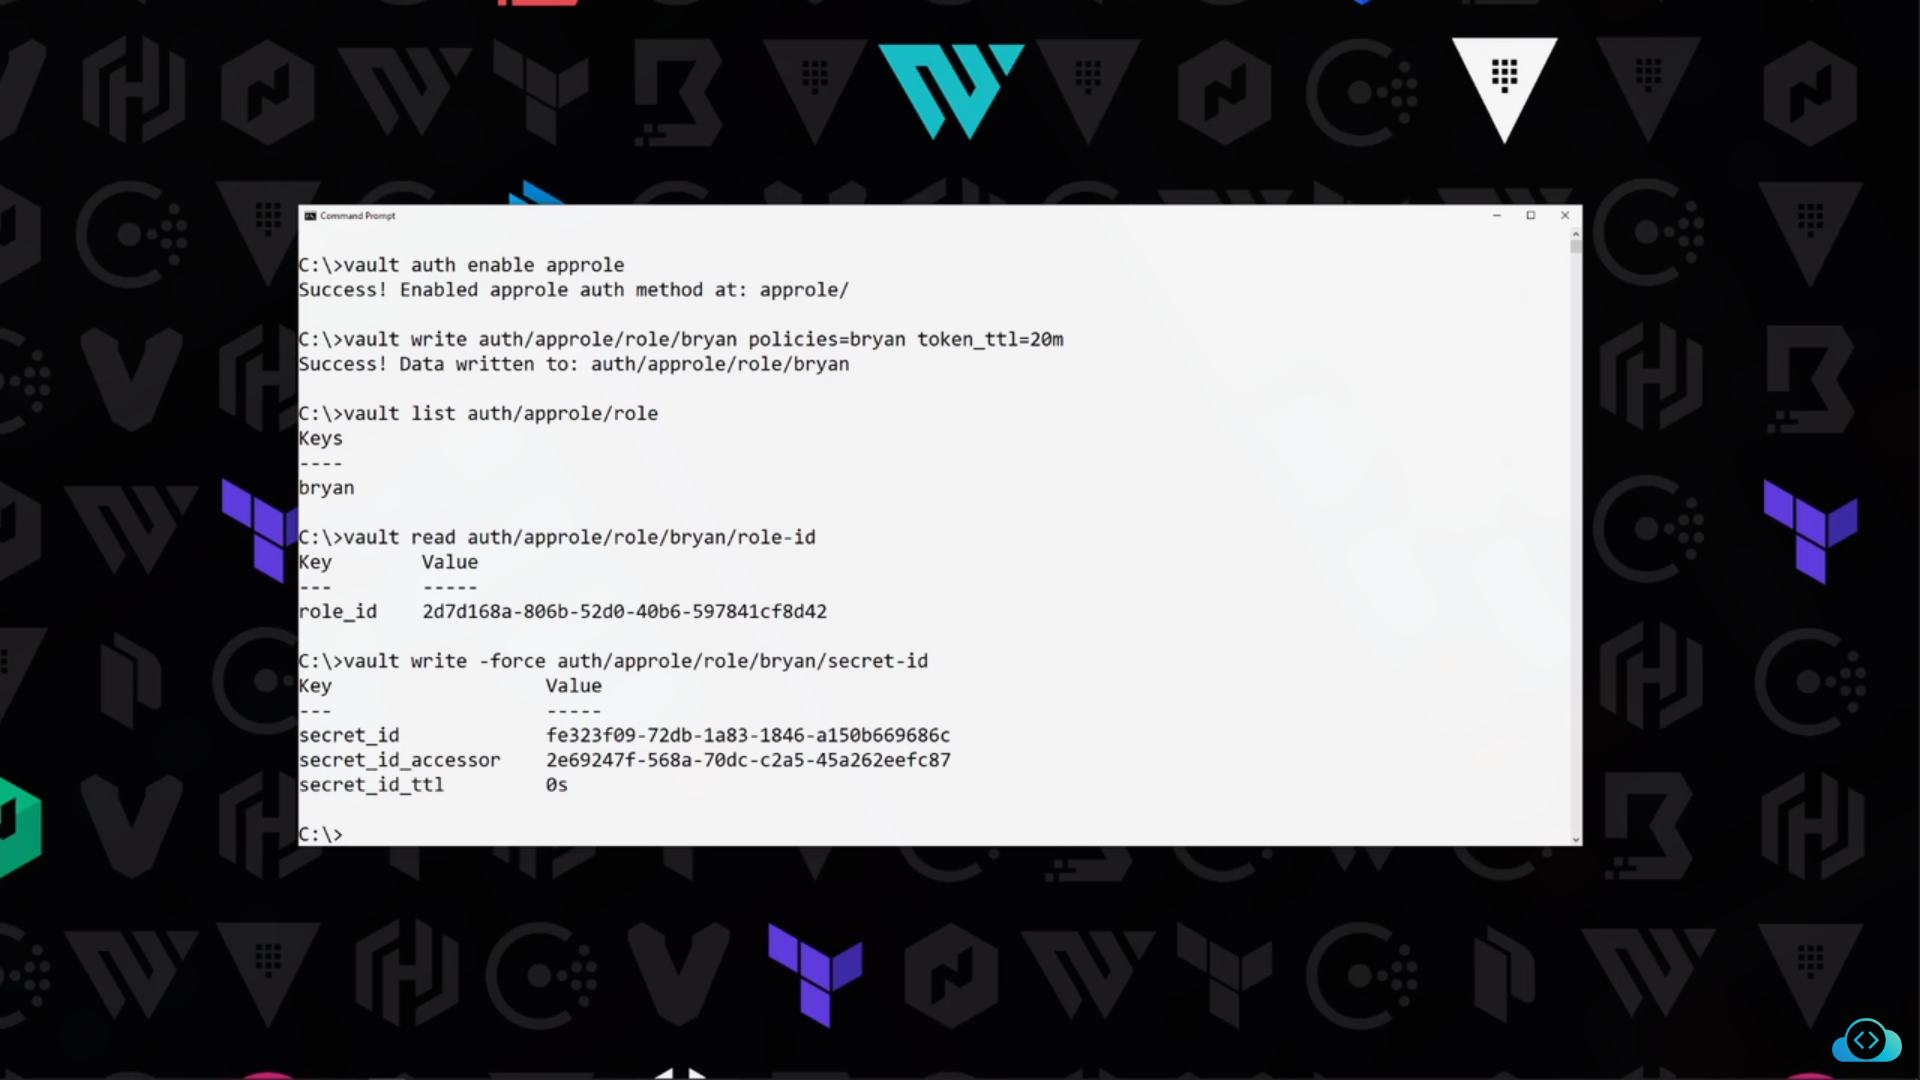 Command Prompt
C:\>vault auth enable approle
Success! Enabled approle auth method at: approle/
C:\>vault write auth/approle/role/bryan policies=bryan token_ttl=20m
Success! Data written to: auth/approle/role/bryan
C:\>vault list auth/approle/role
Keys
----
bryan
C:\>vault read auth/approle/role/bryan/role-id
Key        Value
---        -----
role_id    2d7d168a-806b-52d0-40b6-597841cf8d42
C:\>vault write -force auth/approle/role/bryan/secret-id
Key                   Value
---                   -----
secret_id             fe323f09-72db-1a83-1846-a150b669686c
secret_id_accessor    2e69247f-568a-70dc-c2a5-45a262eefc87
secret_id_ttl         0s
C:\>